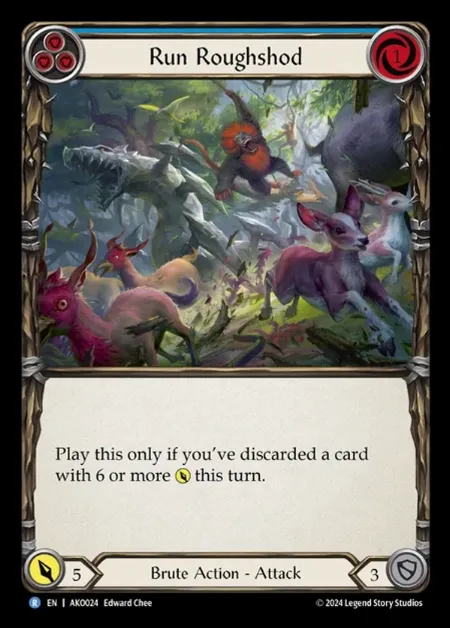 Run Roughshod
1
Play this only if you've discarded a card
with 6 or more this turn.
5
Brute Action - Attack
3
R EN | AKO024 Edward Chee
© 2024 Legend Story Studios